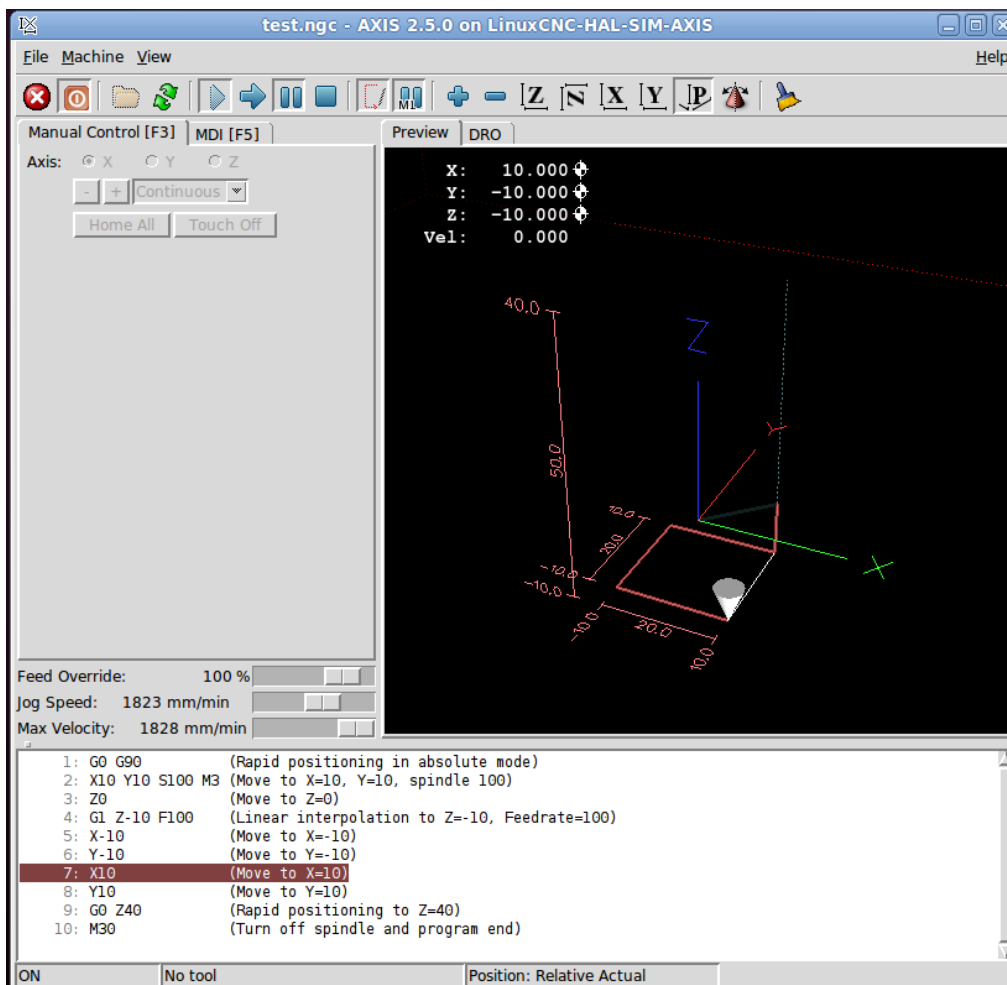 test.ngc - AXIS 2.5.0 on LinuxCNC-HAL-SIM-AXIS
File Machine View Help
Z N X Y P
M1
Manual Control [F3] MDI [F5] Preview DRO
Axis: X Y Z
- + Continuous
Home All Touch Off
X: 10.000
Y: -10.000
Z: -10.000
Vel: 0.000
40.0
Z
Y
50.0
10.0
20.0
-10.0
-10.0
X
-10.0
20.0
10.0
Feed Override: 100 %
Jog Speed: 1823 mm/min
Max Velocity: 1828 mm/min
1: G0 G90 (Rapid positioning in absolute mode)
2: X10 Y10 S100 M3 (Move to X=10, Y=10, spindle 100)
3: Z0 (Move to Z=0)
4: G1 Z-10 F100 (Linear interpolation to Z=-10, Feedrate=100)
5: X-10 (Move to X=-10)
6: Y-10 (Move to Y=-10)
7: X10 (Move to X=10)
8: Y10 (Move to Y=10)
9: G0 Z40 (Rapid positioning to Z=40)
10: M30 (Turn off spindle and program end)
ON No tool Position: Relative Actual